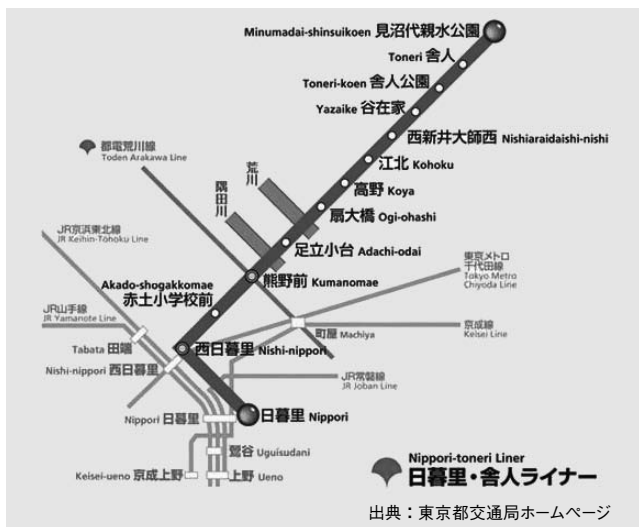 Minumadai-shinsuikoen 見沼代親水公園
Toneri 舎人
Toneri-koen 舎人公園
Yazaike 谷在家
西新井大師西 Nishiaraidaishi-nishi
江北 Kohoku
高野 Koya
扇大橋 Ogi-ohashi
足立小台 Adachi-odai
熊野前 Kumanomae
Akado-shogakkomae
赤土小学校前
西日暮里 Nishi-nippori
日暮里 Nippori
都電荒川線
Toden Arakawa Line
荒川
隅田川
JR京浜東北線
JR Keihin-Tohoku Line
JR山手線
JR Yamanote Line
東京メトロ
千代田線
Tokyo Metro
Chiyoda Line
京成線
Keisei Line
町屋 Machiya
JR常磐線
JR Joban Line
Tabata 田端
Nishi-nippori 西日暮里
Nippori 日暮里
鶯谷 Uguisudani
Keisei-ueno 京成上野
上野 Ueno
Nippori-toneri Liner
日暮里・舎人ライナー
出典：東京都交通局ホームページ